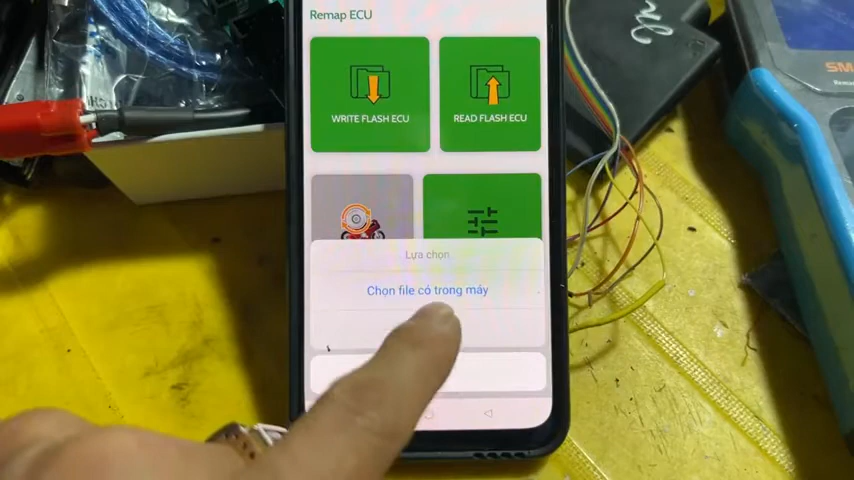 Remap ECU
WRITE FLASH ECU
READ FLASH ECU
Lựa chọn
Chọn file có trong máy
SM